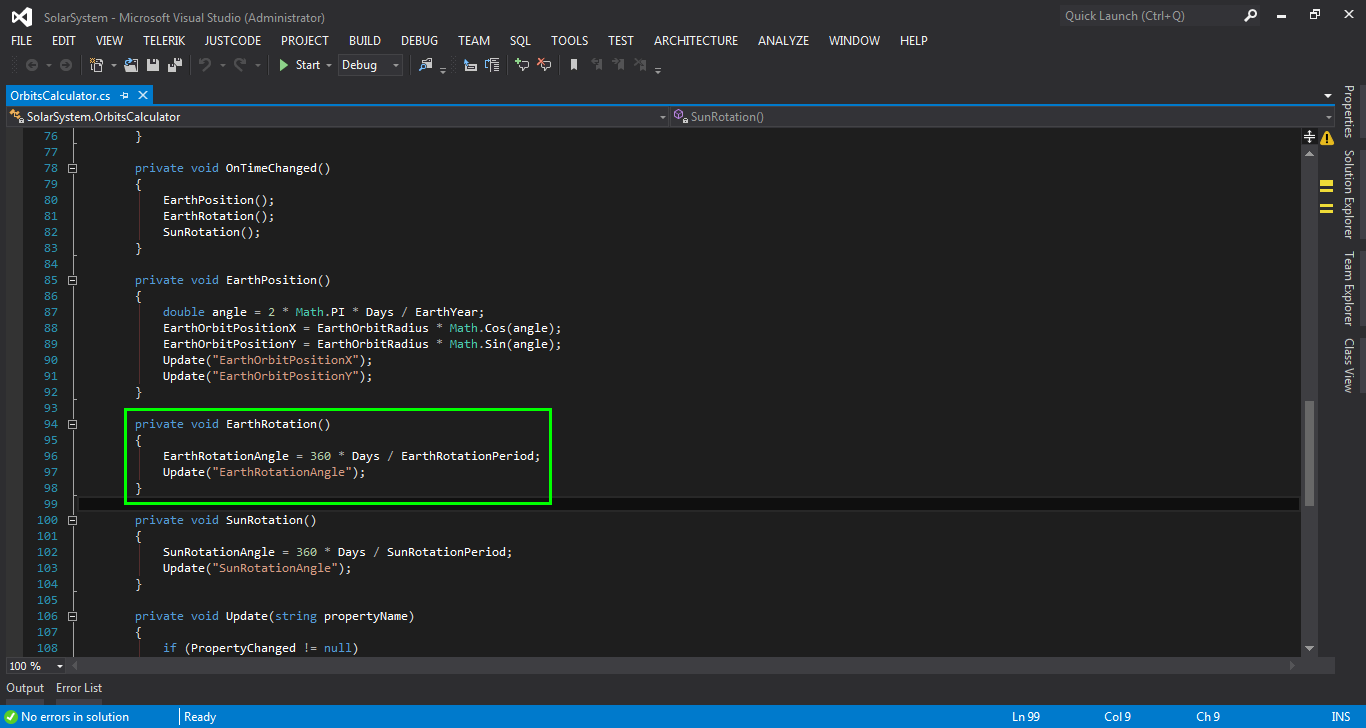 SolarSystem - Microsoft Visual Studio (Administrator)
Quick Launch (Ctrl+Q)
FILE EDIT VIEW TELERIK JUSTCODE PROJECT BUILD DEBUG TEAM SQL TOOLS TEST ARCHITECTURE ANALYZE WINDOW HELP
Start Debug
OrbitsCalculator.cs
SolarSystem.OrbitsCalculator SunRotation()
76 }
77
78 private void OnTimeChanged()
79 {
80 EarthPosition();
81 EarthRotation();
82 SunRotation();
83 }
84
85 private void EarthPosition()
86 {
87 double angle = 2 * Math.PI * Days / EarthYear;
88 EarthOrbitPositionX = EarthOrbitRadius * Math.Cos(angle);
89 EarthOrbitPositionY = EarthOrbitRadius * Math.Sin(angle);
90 Update("EarthOrbitPositionX");
91 Update("EarthOrbitPositionY");
92 }
93
94 private void EarthRotation()
95 {
96 EarthRotationAngle = 360 * Days / EarthRotationPeriod;
97 Update("EarthRotationAngle");
98 }
99
100 private void SunRotation()
101 {
102 SunRotationAngle = 360 * Days / SunRotationPeriod;
103 Update("SunRotationAngle");
104 }
105
106 private void Update(string propertyName)
107 {
108 if (PropertyChanged != null)
100 %
Properties
Solution Explorer
Team Explorer
Class View
Output Error List
No errors in solution Ready Ln 99 Col 9 Ch 9 INS